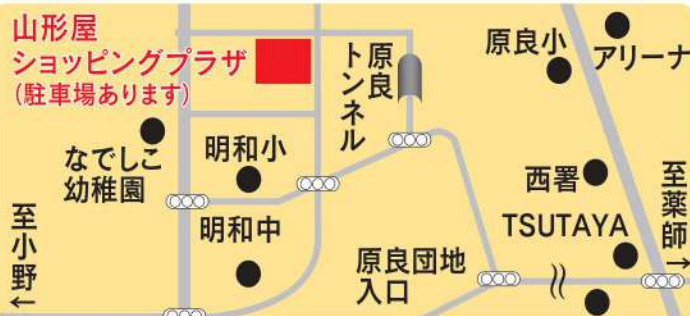 山形屋
ショッピングプラザ
(駐車場あります)
原良
トンネル
原良小
アリーナ
なでしこ
幼稚園
明和小
明和中
西署
至薬師→
TSUTAYA
至小野←
原良団地
入口